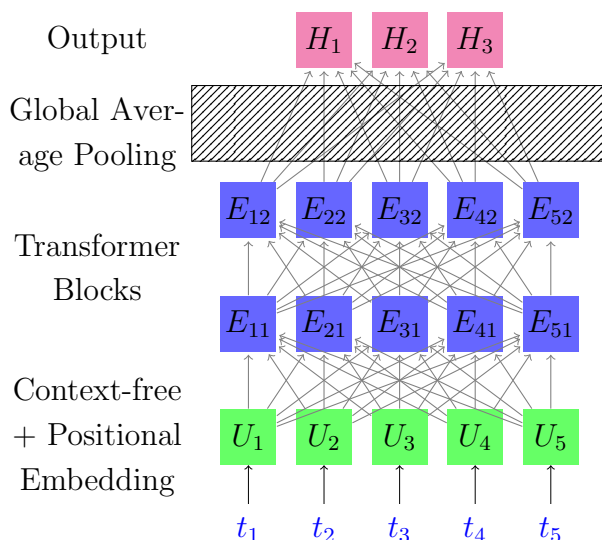 Output H₁ H₂ H₃
Global Aver-
age Pooling
E₁₂ E₂₂ E₃₂ E₄₂ E₅₂
Transformer
Blocks
E₁₁ E₂₁ E₃₁ E₄₁ E₅₁
Context-free
+ Positional U₁ U₂ U₃ U₄ U₅
Embedding
t₁ t₂ t₃ t₄ t₅